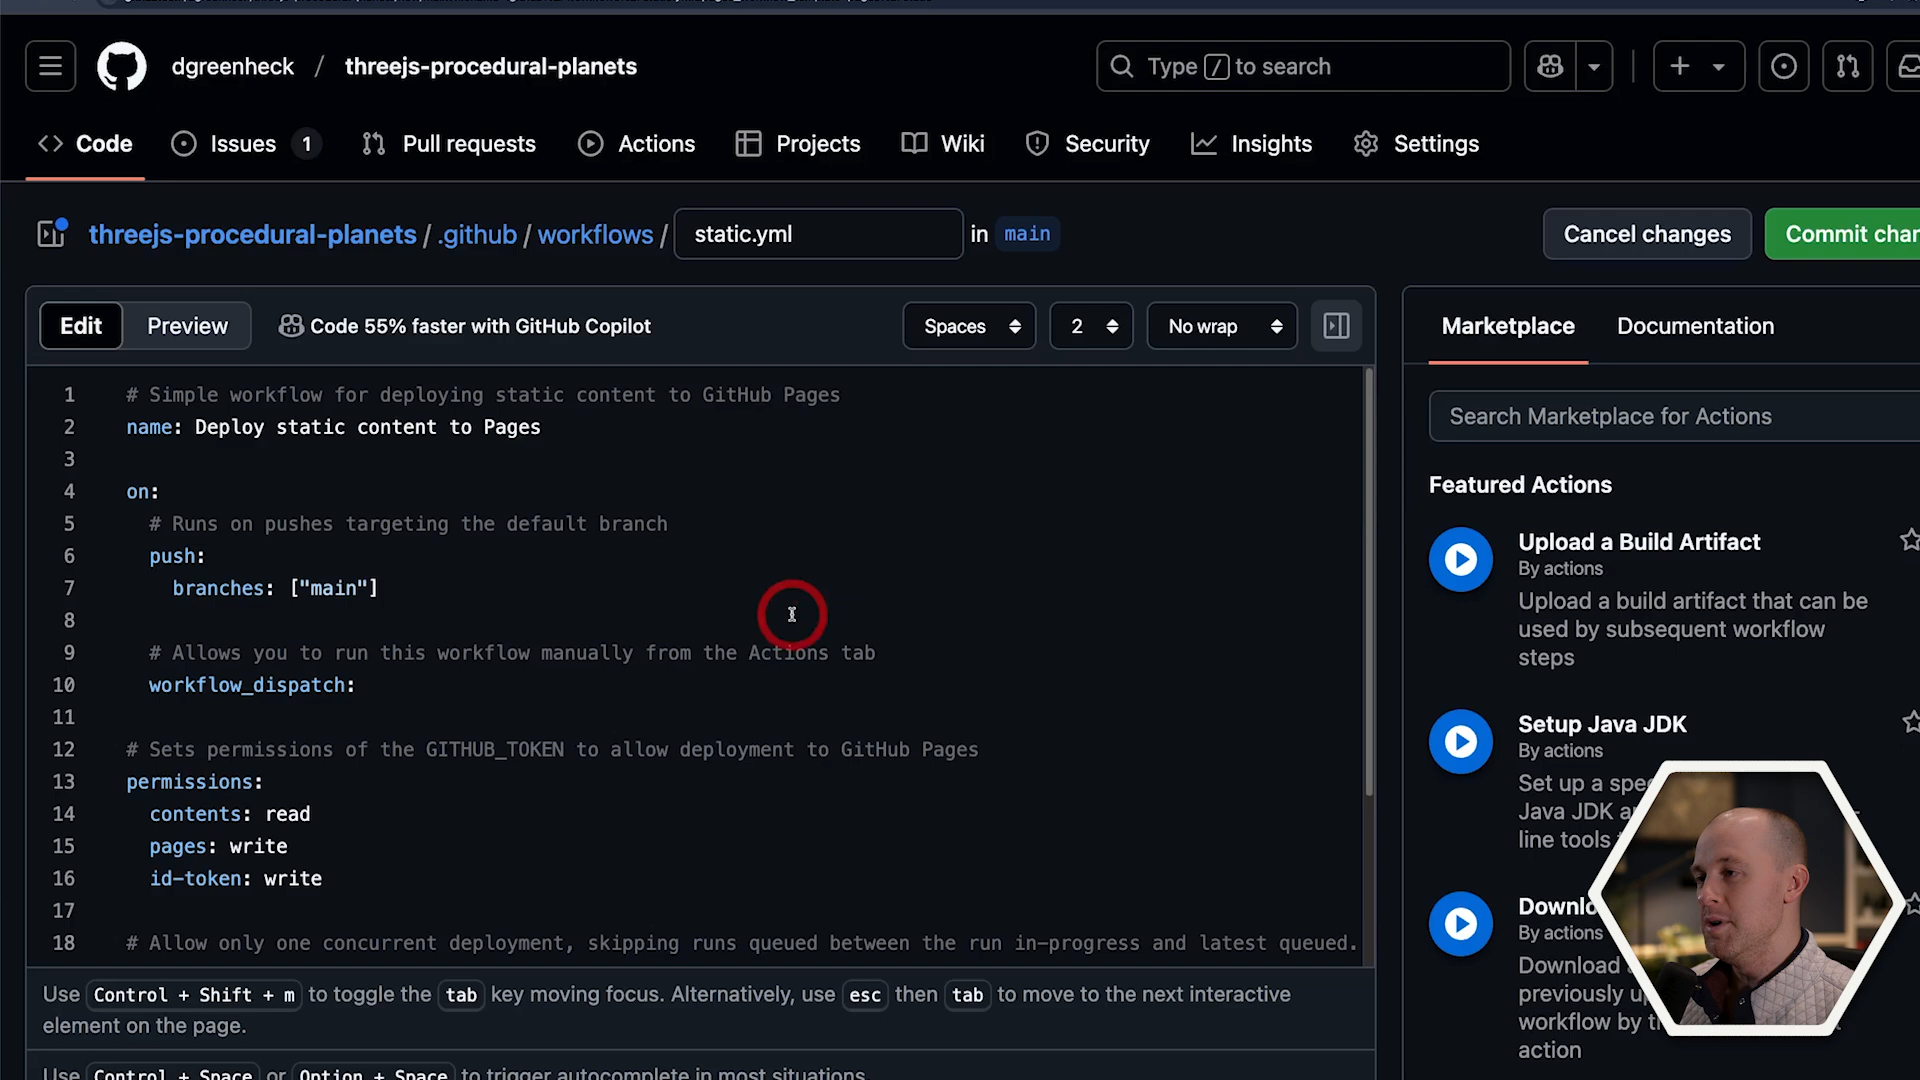 dgreenheck / threejs-procedural-planets
Type / to search
Code
Issues 1
Pull requests
Actions
Projects
Wiki
Security
Insights
Settings
threejs-procedural-planets / .github / workflows / static.yml in main
Cancel changes
Commit char
Edit
Preview
Code 55% faster with GitHub Copilot
Spaces
2
No wrap
1 # Simple workflow for deploying static content to GitHub Pages
2 name: Deploy static content to Pages
3
4 on:
5 # Runs on pushes targeting the default branch
6 push:
7 branches: ["main"]
8
9 # Allows you to run this workflow manually from the Actions tab
10 workflow_dispatch:
11
12 # Sets permissions of the GITHUB_TOKEN to allow deployment to GitHub Pages
13 permissions:
14 contents: read
15 pages: write
16 id-token: write
17
18 # Allow only one concurrent deployment, skipping runs queued between the run in-progress and latest queued.
Use Control + Shift + m to toggle the tab key moving focus. Alternatively, use esc then tab to move to the next interactive
element on the page.
Use Control + Space or Option + Space to trigger autocomplete in most situations.
Marketplace
Documentation
Search Marketplace for Actions
Featured Actions
Upload a Build Artifact
By actions
Upload a build artifact that can be
used by subsequent workflow
steps
Setup Java JDK
By actions
Set up a spe
Java JDK a
line tools
Downlo
By actions
Download
previously u
workflow by t
action